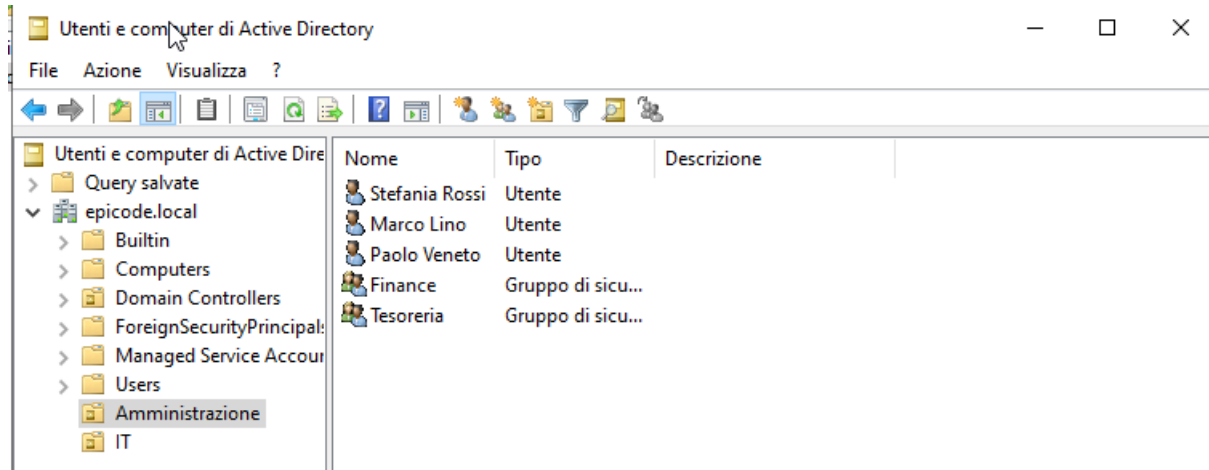 Utenti e computer di Active Directory
File Azione Visualizza ?
Utenti e computer di Active Dire
Query salvate
epicode.local
Builtin
Computers
Domain Controllers
ForeignSecurityPrincipals
Managed Service Accour
Users
Amministrazione
IT
Nome Tipo Descrizione
Stefania Rossi Utente
Marco Lino Utente
Paolo Veneto Utente
Finance Gruppo di sicu...
Tesoreria Gruppo di sicu...